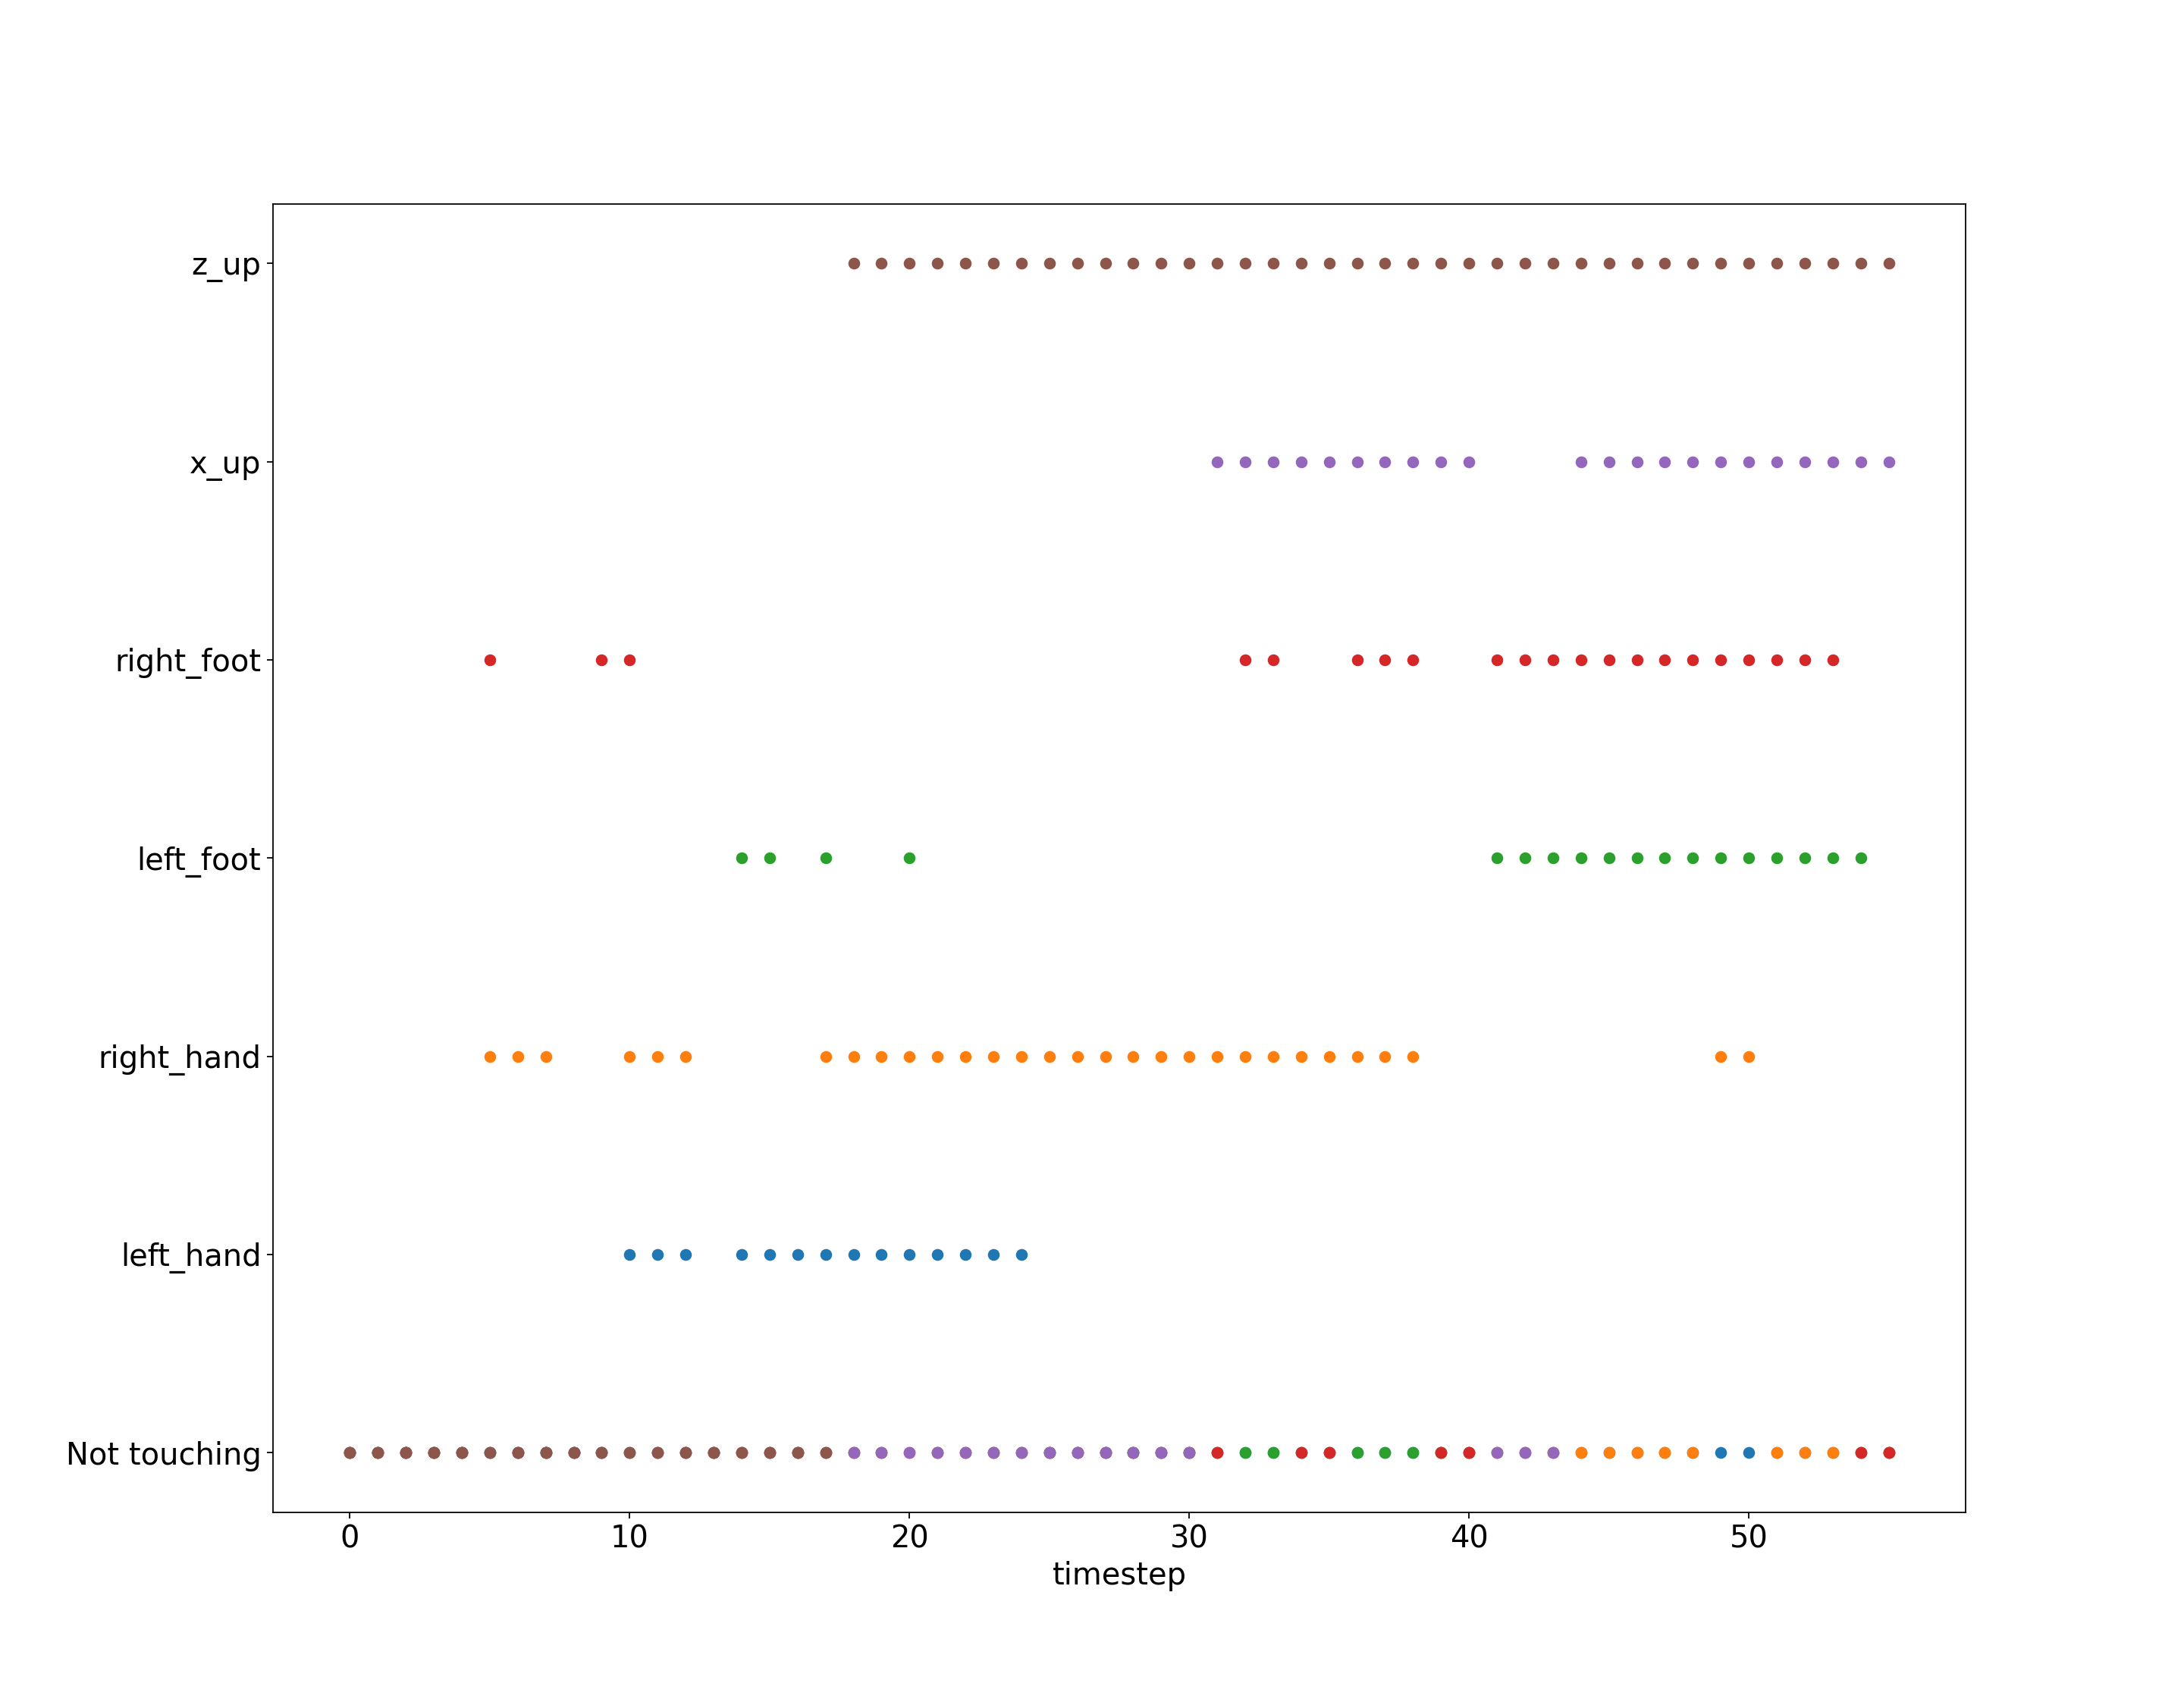 z_up
x_up
right_foot
left_foot
right_hand
left_hand
Not touching
0 10 20 30 40 50
timestep